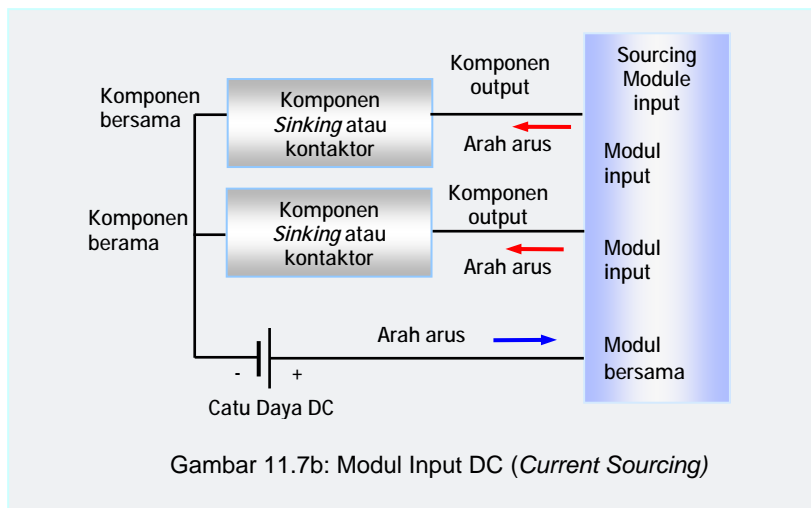 Komponen
bersama
Komponen
Sinking atau
kontaktor
Komponen
output
Arah arus
Sourcing
Module
input
Modul
input
Komponen
berama
Komponen
Sinking atau
kontaktor
Komponen
output
Arah arus
Modul
input
Arah arus
Modul
bersama
- +
Catu Daya DC
Gambar 11.7b: Modul Input DC (Current Sourcing)